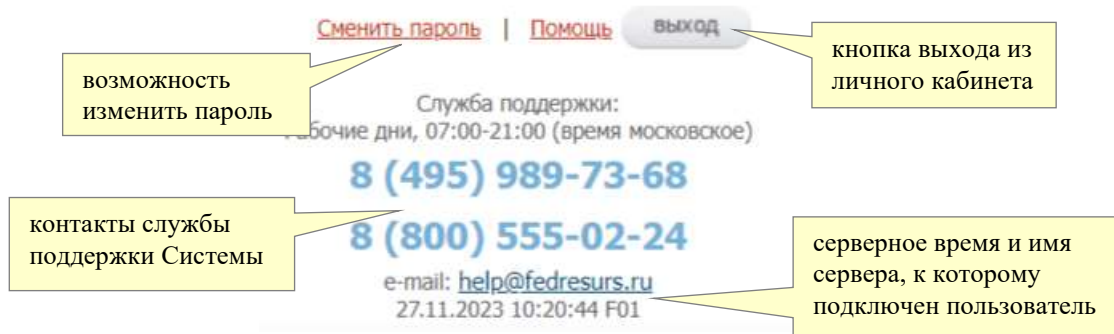 Сменить пароль | Помощь выход
кнопка выхода из
личного кабинета
возможность
изменить пароль
Служба поддержки:
дни, 07:00-21:00 (время московское)
8 (495) 989-73-68
контакты службы
поддержки Системы
8 (800) 555-02-24
серверное время и имя
сервера, к которому
подключен пользователь
e-mail: help@fedresurs.ru
27.11.2023 10:20:44 F01